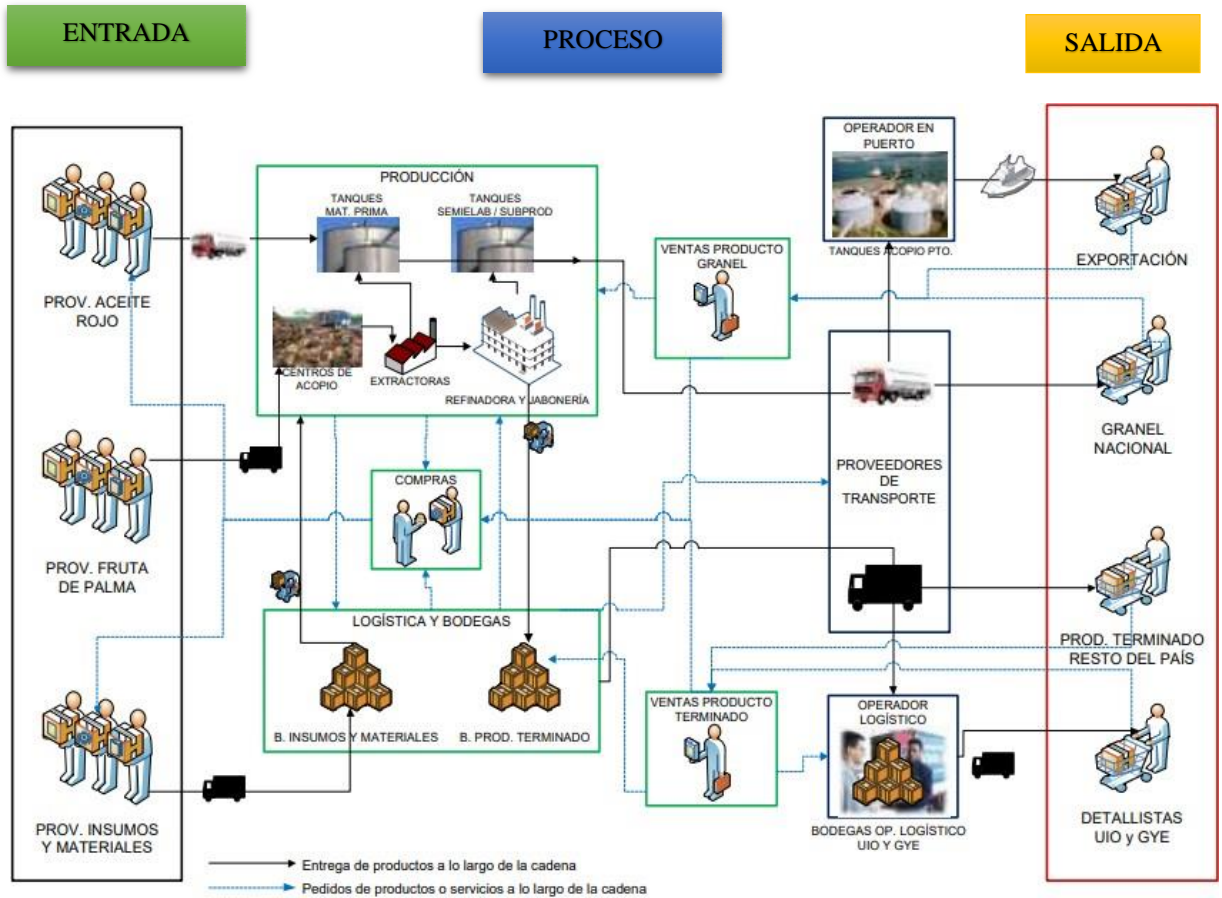 ENTRADA
PROCESO
SALIDA
OPERADOR EN
PUERTO
PRODUCCIÓN
TANQUES
MAT. PRIMA
TANQUES
SEMIELAB / SUBPROD
VENTAS PRODUCTO
GRANEL
TANQUES ACOPIO PTO.
EXPORTACIÓN
PROV. ACEITE
ROJO
CENTROS DE
ACOPIO
EXTRACTORAS
REFINADORA Y JABONERÍA
GRANEL
NACIONAL
PROVEEDORES
DE
TRANSPORTE
COMPRAS
PROV. FRUTA
DE PALMA
LOGÍSTICA Y BODEGAS
PROD. TERMINADO
RESTO DEL PAÍS
B. INSUMOS Y MATERIALES
B. PROD. TERMINADO
VENTAS PRODUCTO
TERMINADO
OPERADOR
LOGÍSTICO
PROV. INSUMOS
Y MATERIALES
BODEGAS OP. LOGÍSTICO
UIO Y GYE
DETALLISTAS
UIO y GYE
Entrega de productos a lo largo de la cadena
Pedidos de productos o servicios a lo largo de la cadena